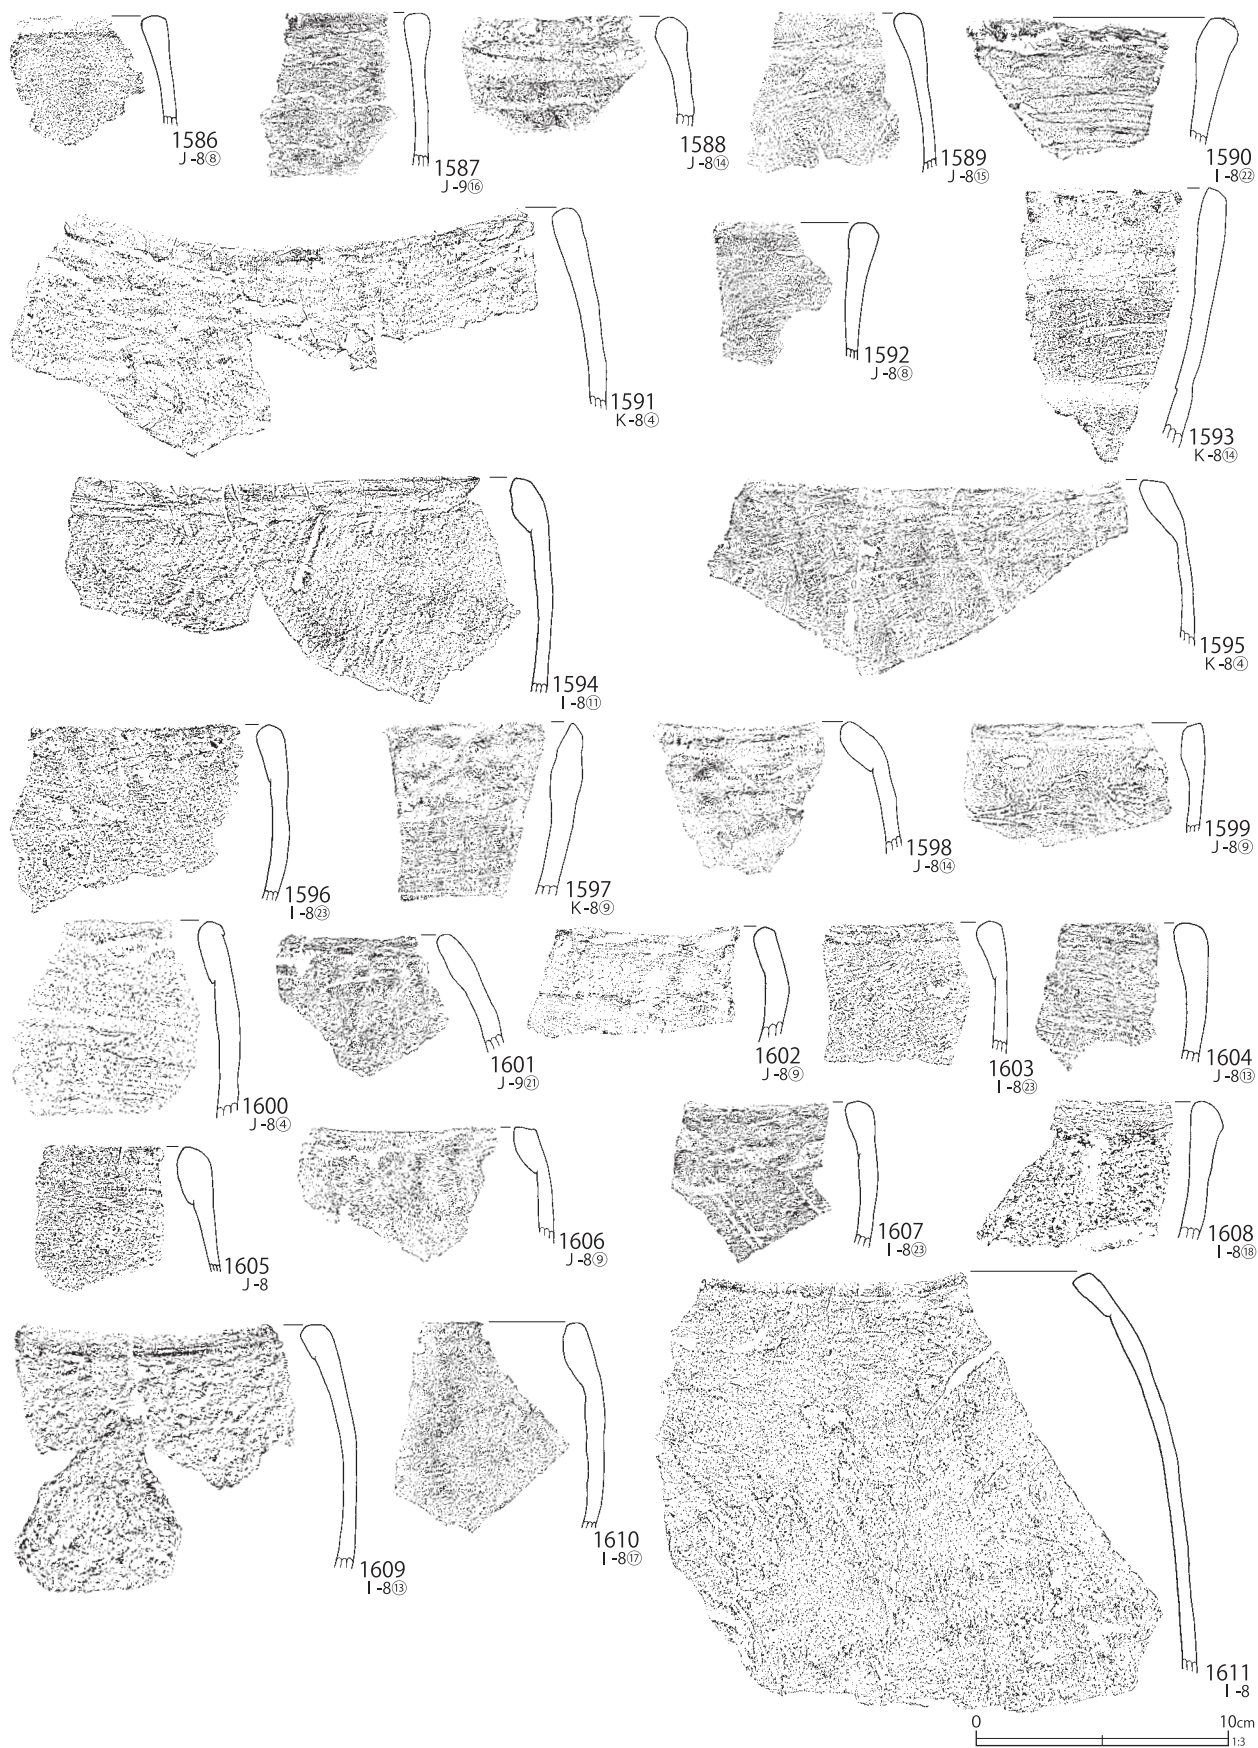 1586
J-8⑧
1587
J-9⑯
1588
J-8⑭
1589
J-8⑮
1590
I-8㉒
1591
K-8④
1592
J-8⑧
1593
K-8⑭
1594
I-8⑪
1595
K-8④
1596
I-8㉓
1597
K-8⑨
1598
J-8⑭
1599
J-8⑨
1600
J-8④
1601
J-9㉑
1602
J-8⑨
1603
I-8㉓
1604
J-8⑬
1605
J-8
1606
J-8⑨
1607
I-8㉓
1608
I-8⑱
1609
I-8⑬
1610
I-8⑰
1611
I-8
0 10cm
1:3